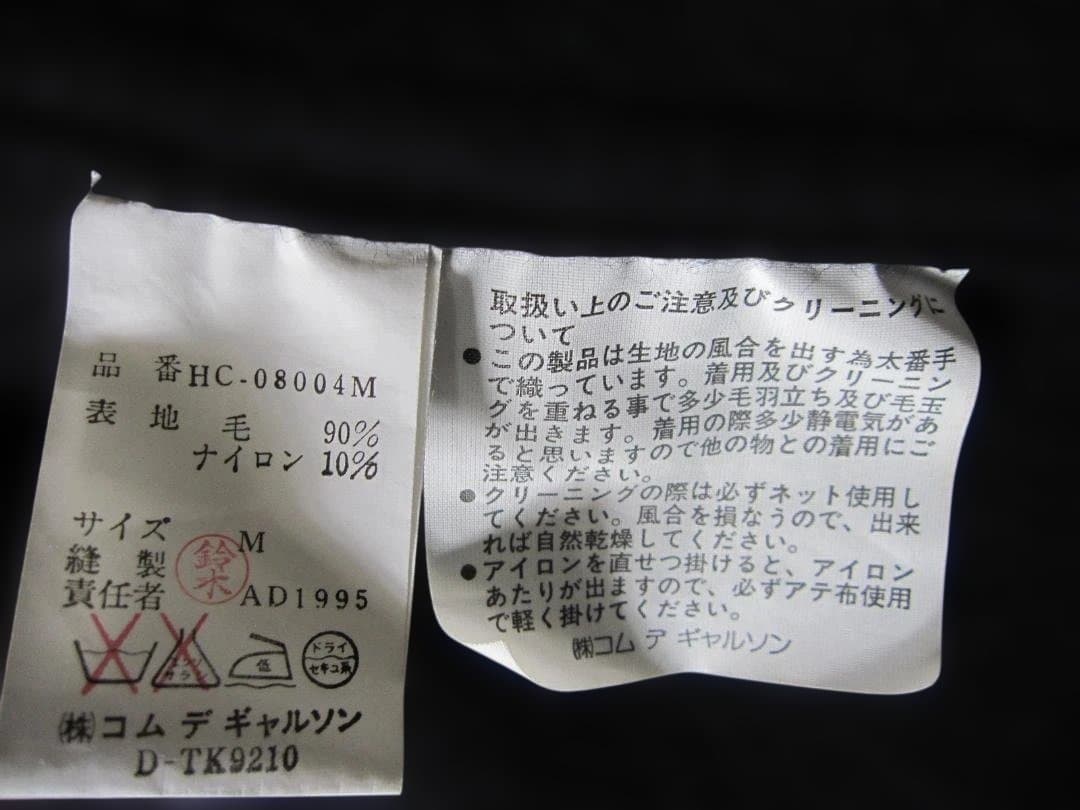 品 番 HC-08004M
表 地 毛 90%
ナイロン 10%
サイズ M
縫 製
責任者
鈴木
AD1995
エンソ
サラシ
低
ドライ
セキユ系
㈱コム デ ギャルソン
D-TK9210
取扱い上のご注意及びクリーニングに
ついて
●この製品は生地の風合を出す為太番手
で織っています。着用及びクリーニン
グを重ねる事で多少毛羽立ち及び毛玉
が出きます。着用の際多少静電気があ
ると思いますので他の物との着用にご
注意ください。
●クリーニングの際は必ずネット使用し
てください。風合を損なうので、出来
れば自然乾燥してください。
●アイロンを直せつ掛けると、アイロン
あたりが出ますので、必ずアテ布使用
で軽く掛けてください。
㈱コム デ ギャルソン